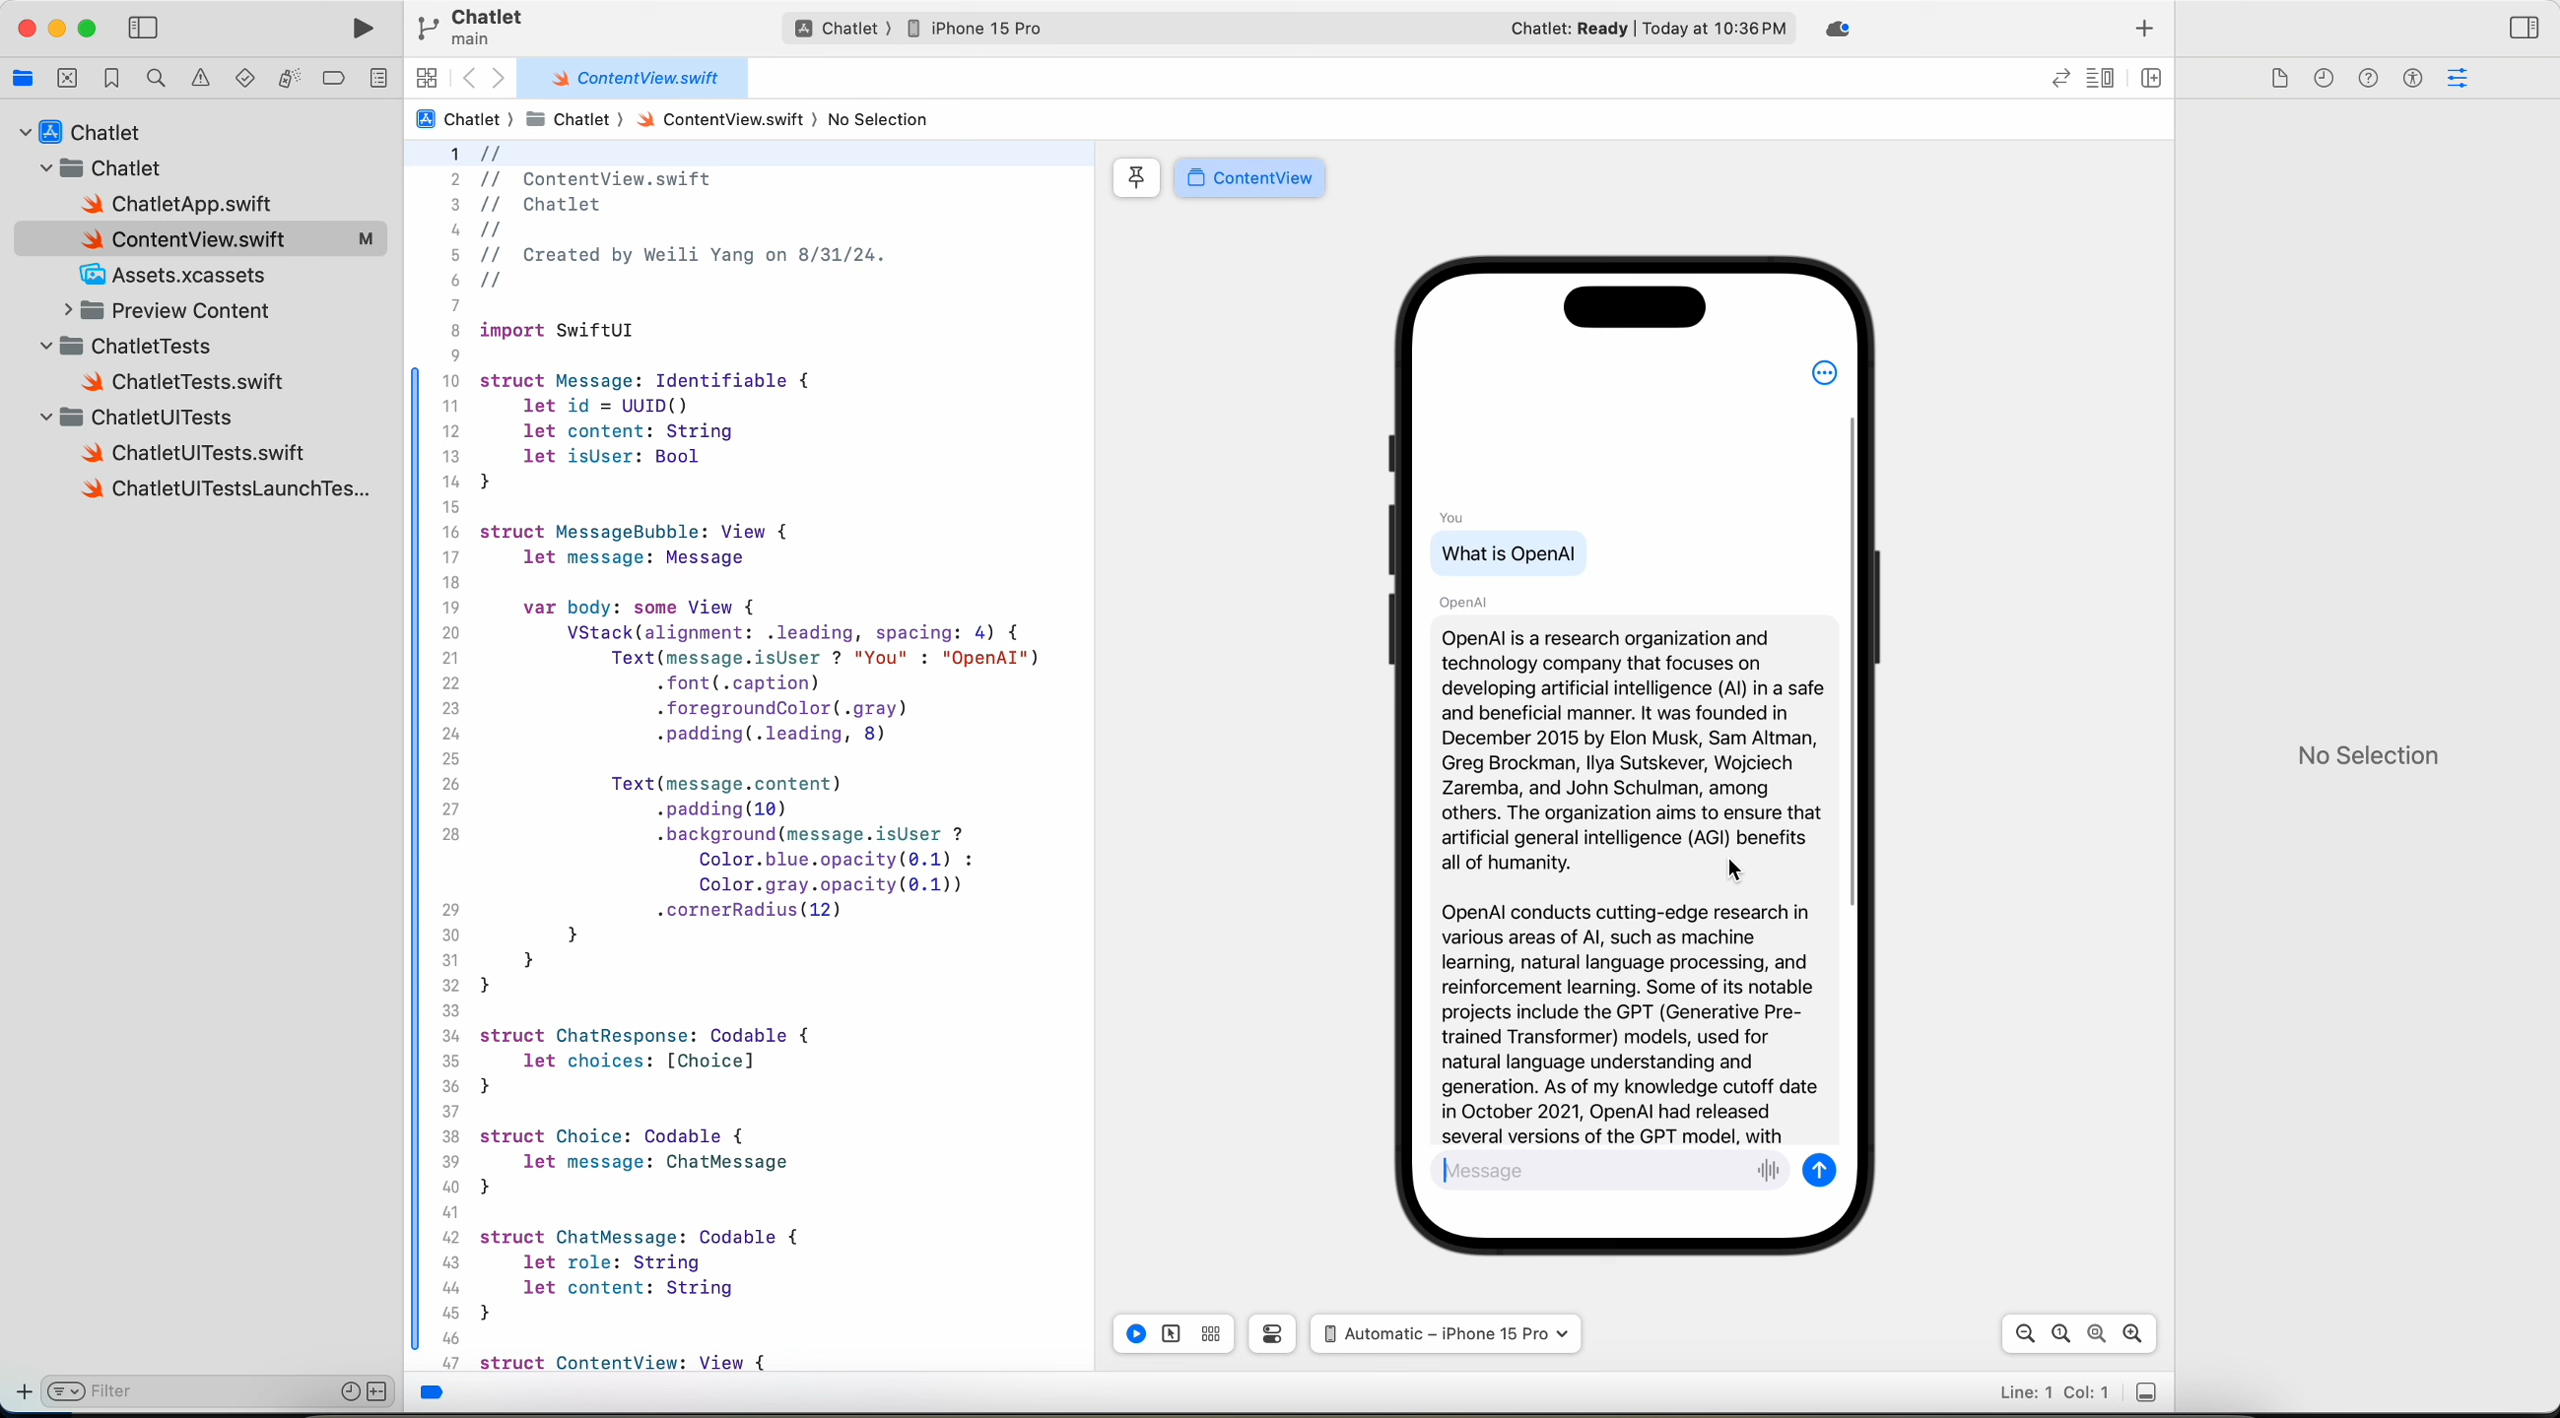 Chatlet
main
Chatlet 〉 iPhone 15 Pro
Chatlet: Ready | Today at 10:36 PM
ContentView.swift
Chatlet 〉 Chatlet 〉 ContentView.swift 〉 No Selection
Chatlet
Chatlet
ChatletApp.swift
ContentView.swift M
Assets.xcassets
Preview Content
ChatletTests
ChatletTests.swift
ChatletUITests
ChatletUITests.swift
ChatletUITestsLaunchTes...
Filter
1 //
2 // ContentView.swift
3 // Chatlet
4 //
5 // Created by Weili Yang on 8/31/24.
6 //
7
8 import SwiftUI
9
10 struct Message: Identifiable {
11 let id = UUID()
12 let content: String
13 let isUser: Bool
14 }
15
16 struct MessageBubble: View {
17 let message: Message
18
19 var body: some View {
20 VStack(alignment: .leading, spacing: 4) {
21 Text(message.isUser ? "You" : "OpenAI")
22 .font(.caption)
23 .foregroundColor(.gray)
24 .padding(.leading, 8)
25
26 Text(message.content)
27 .padding(10)
28 .background(message.isUser ?
Color.blue.opacity(0.1) :
Color.gray.opacity(0.1))
29 .cornerRadius(12)
30 }
31 }
32 }
33
34 struct ChatResponse: Codable {
35 let choices: [Choice]
36 }
37
38 struct Choice: Codable {
39 let message: ChatMessage
40 }
41
42 struct ChatMessage: Codable {
43 let role: String
44 let content: String
45 }
46
47 struct ContentView: View {
ContentView
You
What is OpenAI
OpenAI
OpenAI is a research organization and
technology company that focuses on
developing artificial intelligence (AI) in a safe
and beneficial manner. It was founded in
December 2015 by Elon Musk, Sam Altman,
Greg Brockman, Ilya Sutskever, Wojciech
Zaremba, and John Schulman, among
others. The organization aims to ensure that
artificial general intelligence (AGI) benefits
all of humanity.
OpenAI conducts cutting-edge research in
various areas of AI, such as machine
learning, natural language processing, and
reinforcement learning. Some of its notable
projects include the GPT (Generative Pre-
trained Transformer) models, used for
natural language understanding and
generation. As of my knowledge cutoff date
in October 2021, OpenAI had released
several versions of the GPT model, with
Message
Automatic – iPhone 15 Pro
Line: 1 Col: 1
No Selection